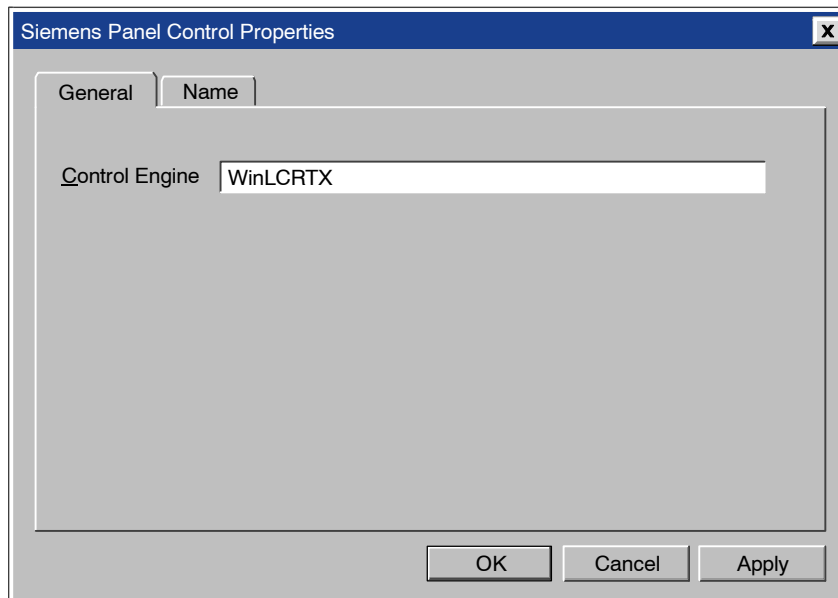 Siemens Panel Control Properties
X
General Name
Control Engine WinLCRTX
OK Cancel Apply